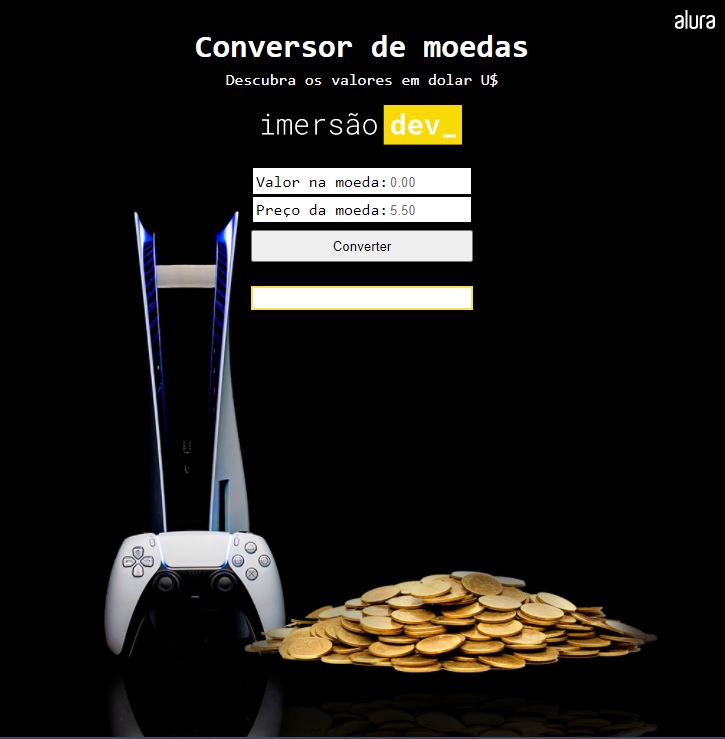 alura
Conversor de moedas
Descubra os valores em dolar U$
imersão dev_
Valor na moeda: 0.00
Preço da moeda: 5.50
Converter